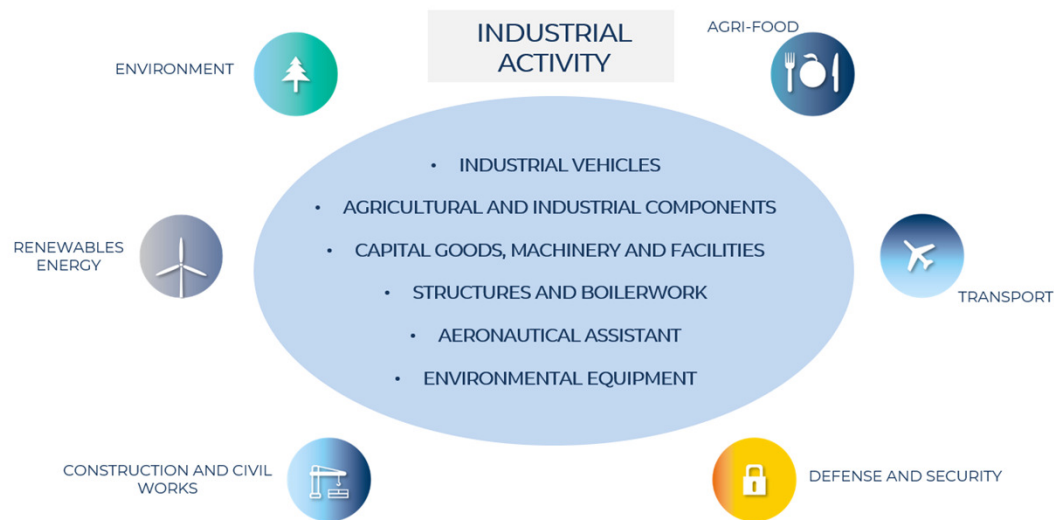 INDUSTRIAL
ACTIVITY
AGRI-FOOD
ENVIRONMENT
• INDUSTRIAL VEHICLES
• AGRICULTURAL AND INDUSTRIAL COMPONENTS
• CAPITAL GOODS, MACHINERY AND FACILITIES
• STRUCTURES AND BOILERWORK
• AERONAUTICAL ASSISTANT
• ENVIRONMENTAL EQUIPMENT
RENEWABLES
ENERGY
TRANSPORT
CONSTRUCTION AND CIVIL
WORKS
DEFENSE AND SECURITY